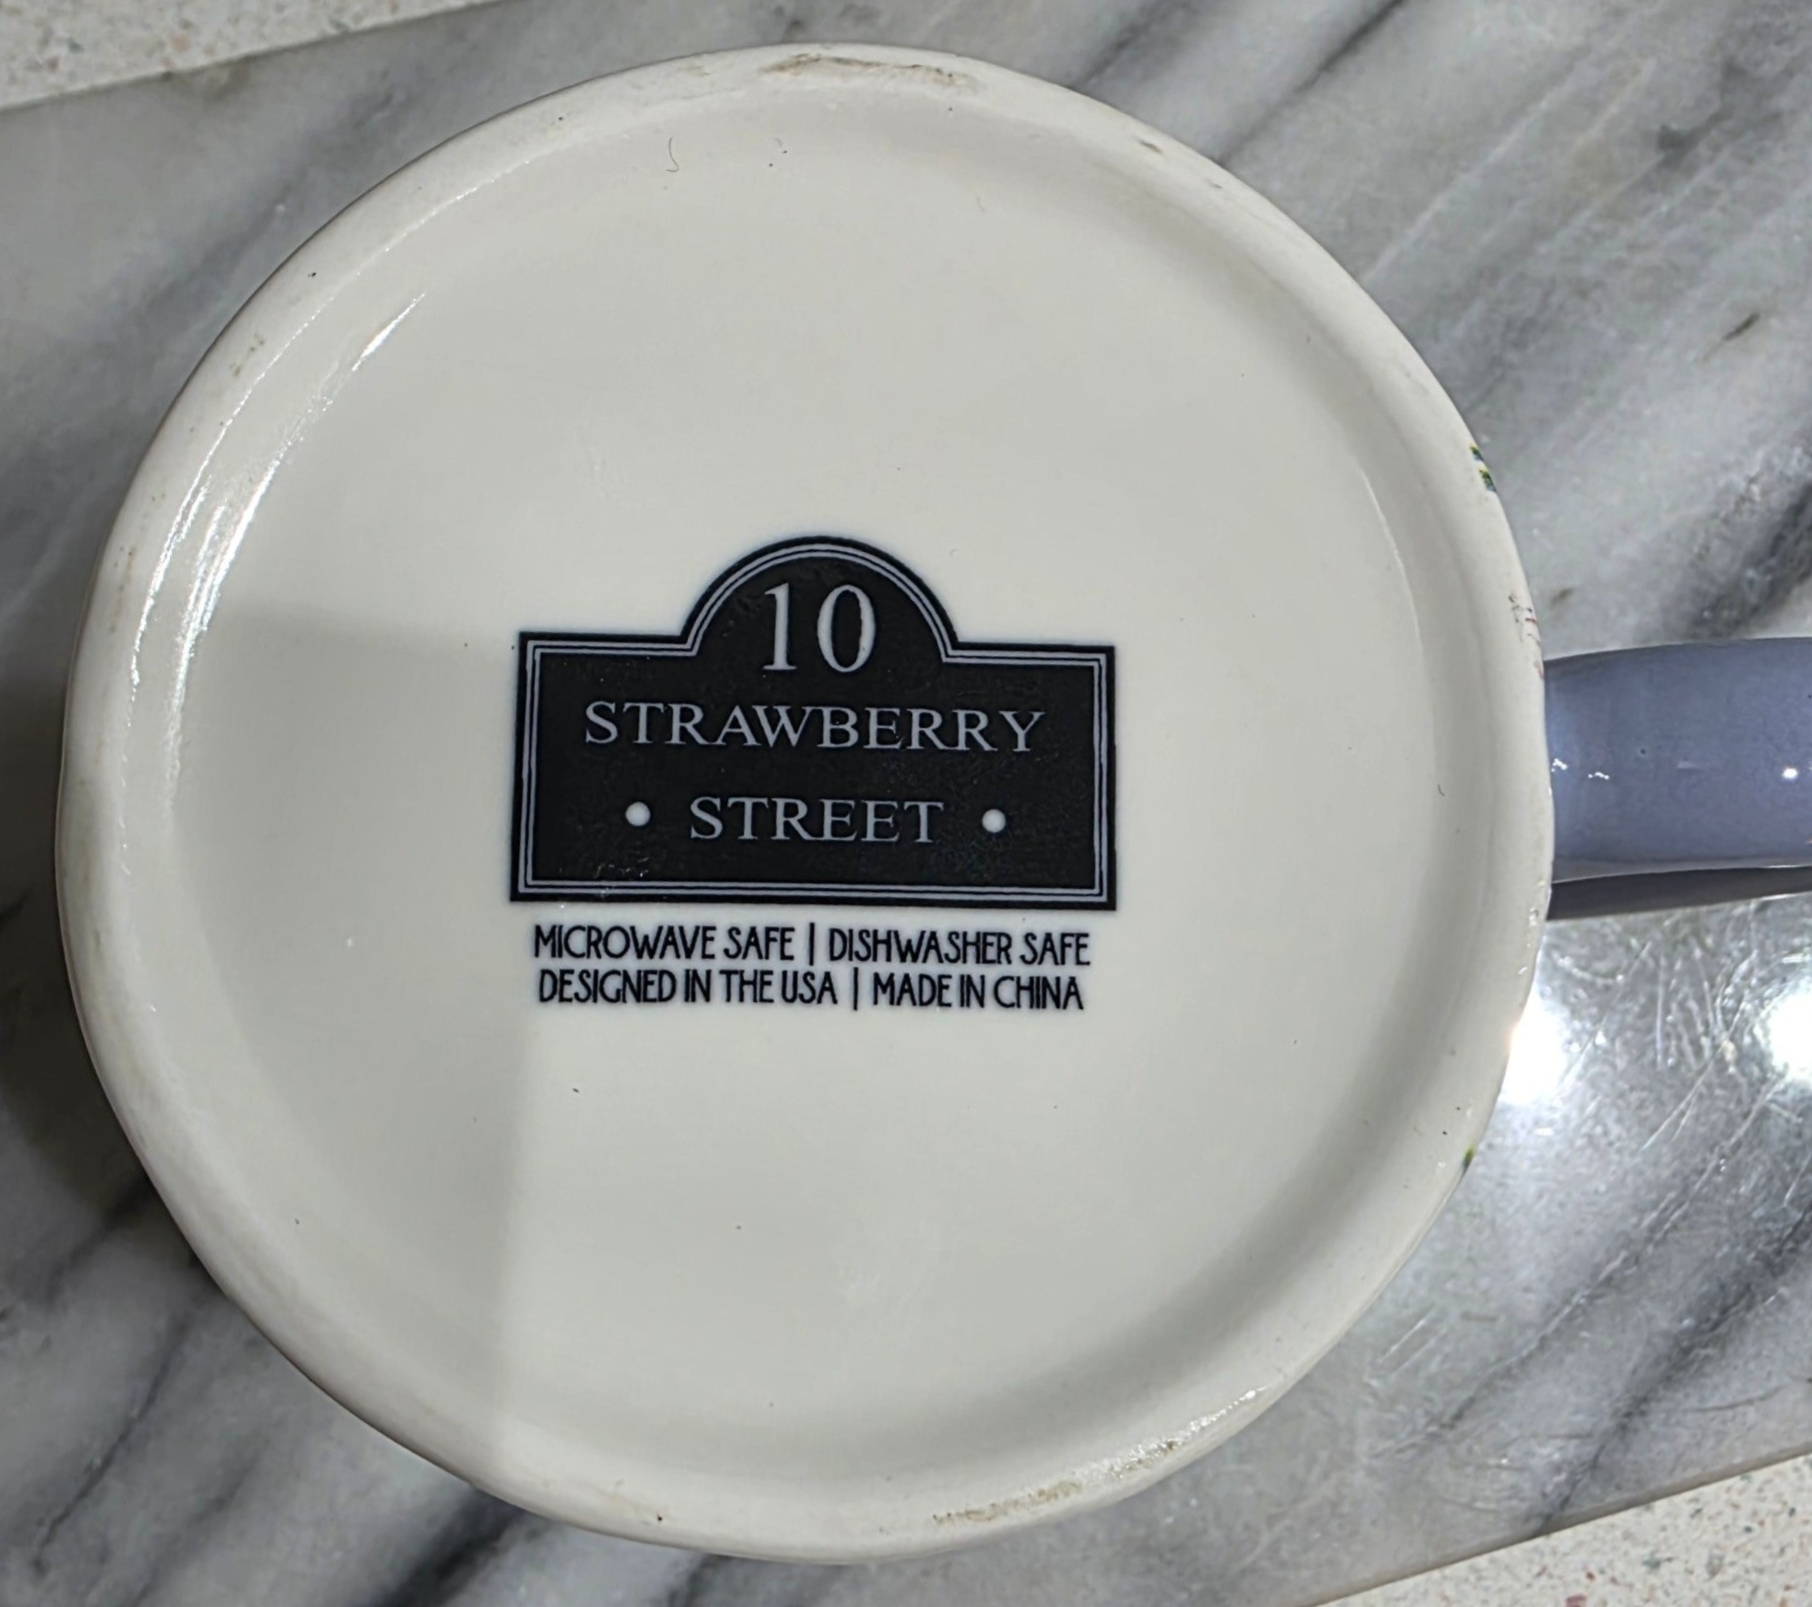 10
STRAWBERRY
• STREET •
MICROWAVE SAFE | DISHWASHER SAFE
DESIGNED IN THE USA | MADE IN CHINA